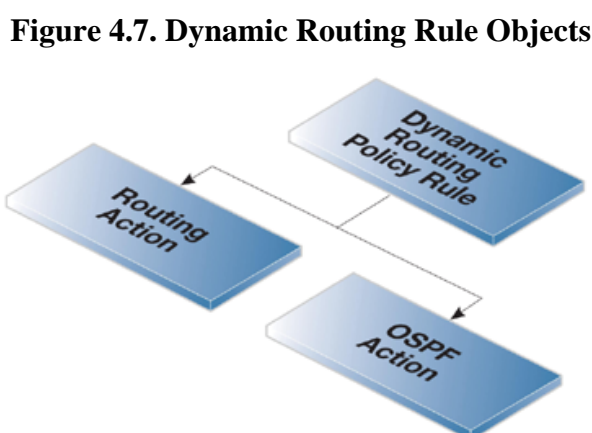 Figure 4.7. Dynamic Routing Rule Objects
Dynamic
Routing
Policy Rule
Routing
Action
OSPF
Action